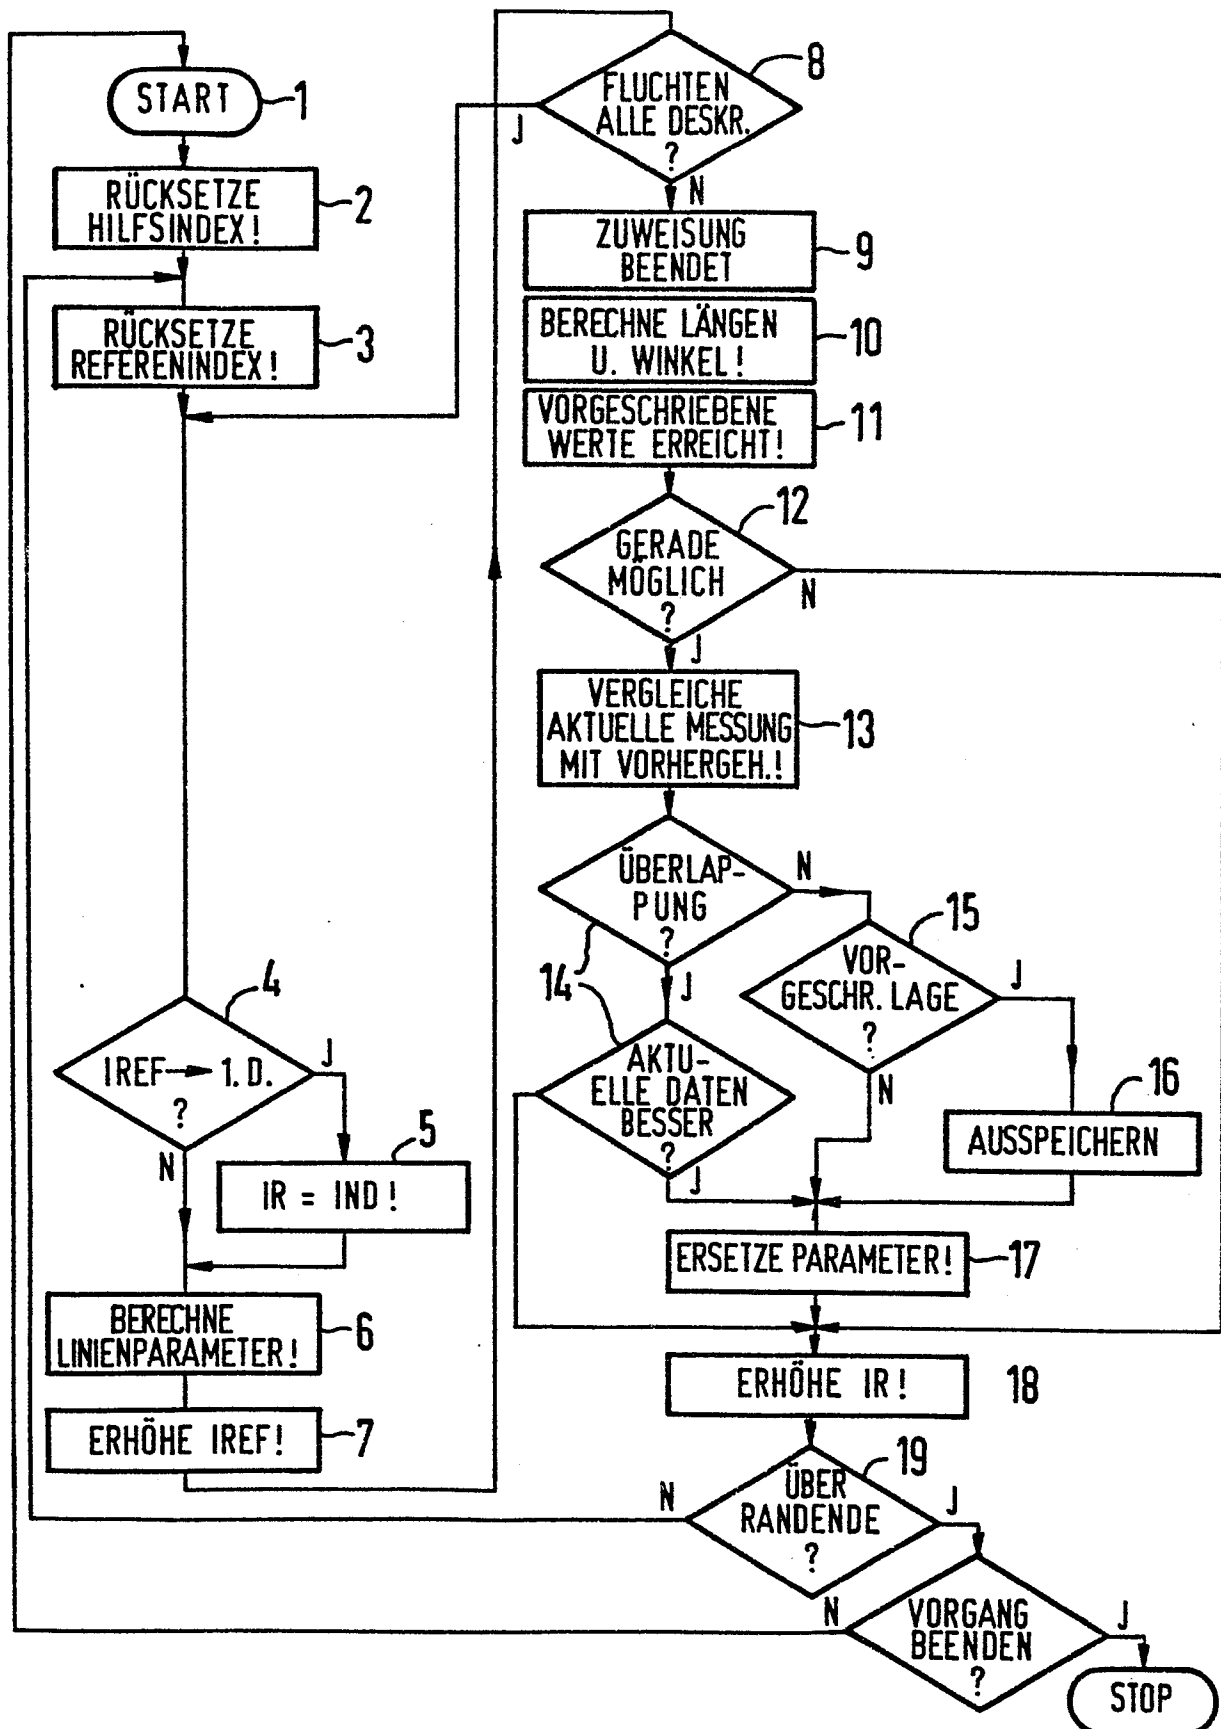 START
1
RÜCKSETZE
HILFSINDEX!
2
RÜCKSETZE
REFERENINDEX!
3
IREF → 1. D.
?
4
J
N
IR = IND!
5
BERECHNE
LINIENPARAMETER!
6
ERHÖHE IREF!
7
FLUCHTEN
ALLE DESKR.
?
8
J
N
ZUWEISUNG
BEENDET
9
BERECHNE LÄNGEN
U. WINKEL!
10
VORGESCHRIEBENE
WERTE ERREICHT!
11
GERADE
MÖGLICH
?
12
N
J
VERGLEICHE
AKTUELLE MESSUNG
MIT VORHERGEH.!
13
ÜBERLAP-
PUNG
?
N
J
14
VOR-
GESCHR. LAGE
?
15
J
N
AKTU-
ELLE DATEN
BESSER
?
J
AUSSPEICHERN
16
ERSETZE PARAMETER!
17
ERHÖHE IR!
18
ÜBER
RANDENDE
?
19
N
J
VORGANG
BEENDEN
?
N
J
STOP